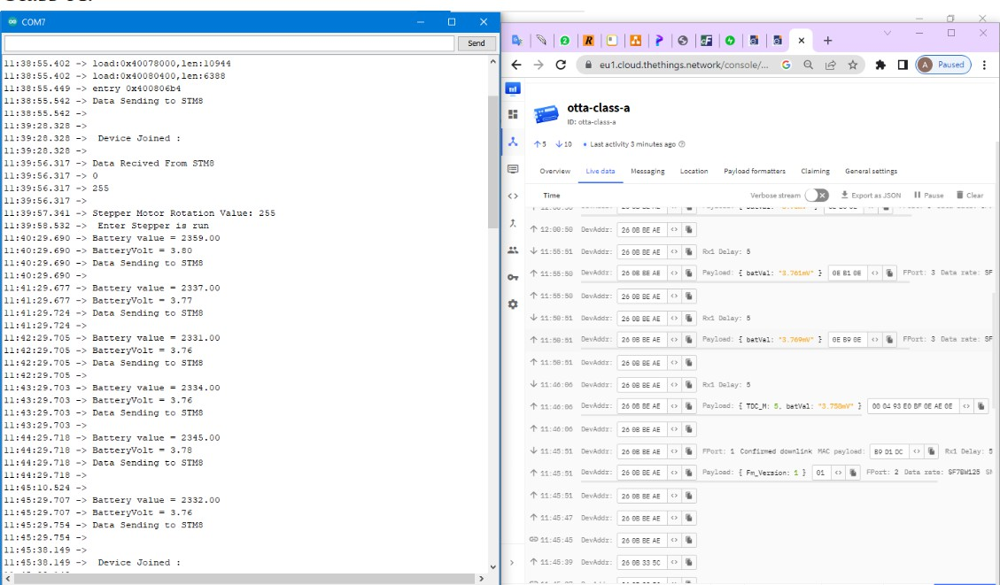 COM7
Send
11:38:55.402 -> load:0x40078000,len:10944
11:38:55.402 -> load:0x40080400,len:6388
11:38:55.449 -> entry 0x400806b4
11:38:55.542 -> Data Sending to STM8
11:38:55.542 ->
11:39:28.328 ->
11:39:28.328 -> Device Joined :
11:39:28.328 ->
11:39:56.317 -> Data Recived From STM8
11:39:56.317 -> 0
11:39:56.317 -> 255
11:39:56.317 ->
11:39:57.341 -> Stepper Motor Rotation Value: 255
11:39:58.532 -> Enter Stepper is run
11:40:29.690 -> Battery value = 2359.00
11:40:29.690 -> BatteryVolt = 3.80
11:40:29.690 -> Data Sending to STM8
11:40:29.690 ->
11:41:29.677 -> Battery value = 2337.00
11:41:29.677 -> BatteryVolt = 3.77
11:41:29.724 -> Data Sending to STM8
11:41:29.724 ->
11:42:29.705 -> Battery value = 2331.00
11:42:29.705 -> BatteryVolt = 3.76
11:42:29.705 -> Data Sending to STM8
11:42:29.705 ->
11:43:29.703 -> Battery value = 2334.00
11:43:29.703 -> BatteryVolt = 3.76
11:43:29.703 -> Data Sending to STM8
11:43:29.703 ->
11:44:29.718 -> Battery value = 2345.00
11:44:29.718 -> BatteryVolt = 3.78
11:44:29.718 -> Data Sending to STM8
11:44:29.718 ->
11:45:10.524 ->
11:45:29.707 -> Battery value = 2332.00
11:45:29.707 -> BatteryVolt = 3.76
11:45:29.754 -> Data Sending to STM8
11:45:29.754 ->
11:45:38.149 ->
11:45:38.149 -> Device Joined :
eu1.cloud.thethings.network/console/... A Paused
otta-class-a
ID: otta-class-a
↑5 ↓10 • Last activity 3 minutes ago
Overview Live data Messaging Location Payload formatters Claiming General settings
Time Verbose stream Export as JSON Pause Clear
↑ 12:00:50 DevAddr: 26 0B BE AE
↓ 11:55:51 DevAddr: 26 0B BE AE Rx1 Delay: 5
↑ 11:55:50 DevAddr: 26 0B BE AE Payload: { batVal: "3.761mV" } 0E B1 0E FPort: 3 Data rate: SF
↑ 11:55:50 DevAddr: 26 0B BE AE
↓ 11:50:51 DevAddr: 26 0B BE AE Rx1 Delay: 5
↑ 11:50:51 DevAddr: 26 0B BE AE Payload: { batVal: "3.769mV" } 0E B9 0E FPort: 3 Data rate: SF
↑ 11:50:51 DevAddr: 26 0B BE AE
↓ 11:46:06 DevAddr: 26 0B BE AE Rx1 Delay: 5
↑ 11:46:06 DevAddr: 26 0B BE AE Payload: { TDC_M: 5, batVal: "3.758mV" } 00 04 93 E0 BF 0E AE 0E
↑ 11:46:06 DevAddr: 26 0B BE AE
↓ 11:45:51 DevAddr: 26 0B BE AE FPort: 1 Confirmed downlink MAC payload: B9 D1 DC Rx1 Delay: 5
↑ 11:45:51 DevAddr: 26 0B BE AE Payload: { Fm_Version: 1 } 01 FPort: 2 Data rate: SF7BW125
↑ 11:45:51 DevAddr: 26 0B BE AE
↑ 11:45:47 DevAddr: 26 0B BE AE
11:45:45 DevAddr: 26 0B BE AE
↑ 11:45:39 DevAddr: 26 0B 33 5C